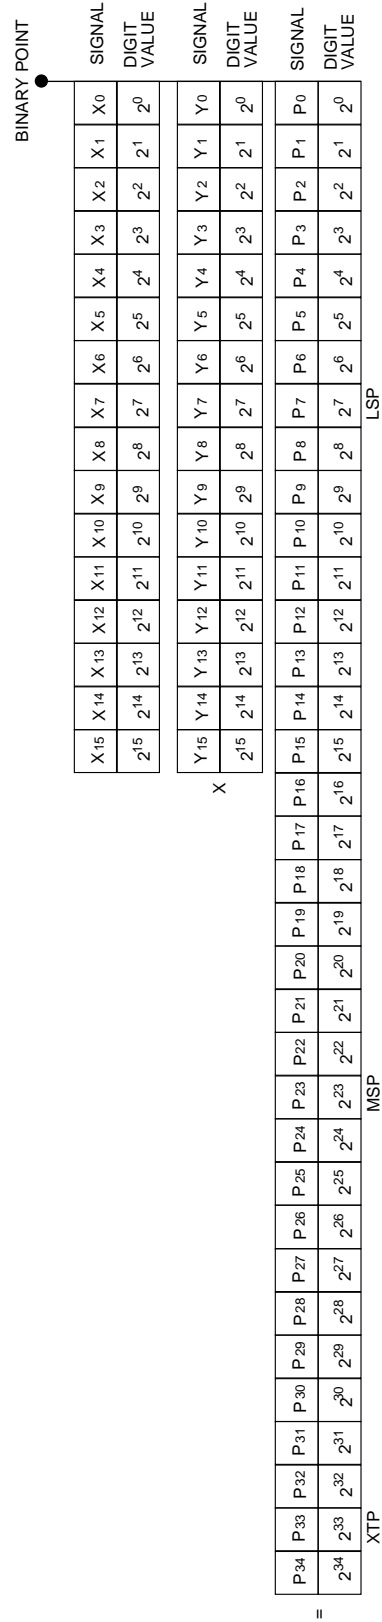 BINARY POINT
X15 X14 X13 X12 X11 X10 X9 X8 X7 X6 X5 X4 X3 X2 X1 X0 SIGNAL
2^15 2^14 2^13 2^12 2^11 2^10 2^9 2^8 2^7 2^6 2^5 2^4 2^3 2^2 2^1 2^0 DIGIT VALUE
X Y15 Y14 Y13 Y12 Y11 Y10 Y9 Y8 Y7 Y6 Y5 Y4 Y3 Y2 Y1 Y0 SIGNAL
2^15 2^14 2^13 2^12 2^11 2^10 2^9 2^8 2^7 2^6 2^5 2^4 2^3 2^2 2^1 2^0 DIGIT VALUE
= P34 P33 P32 P31 P30 P29 P28 P27 P26 P25 P24 P23 P22 P21 P20 P19 P18 P17 P16 P15 P14 P13 P12 P11 P10 P9 P8 P7 P6 P5 P4 P3 P2 P1 P0 SIGNAL
2^34 2^33 2^32 2^31 2^30 2^29 2^28 2^27 2^26 2^25 2^24 2^23 2^22 2^21 2^20 2^19 2^18 2^17 2^16 2^15 2^14 2^13 2^12 2^11 2^10 2^9 2^8 2^7 2^6 2^5 2^4 2^3 2^2 2^1 2^0 DIGIT VALUE
XTP MSP LSP